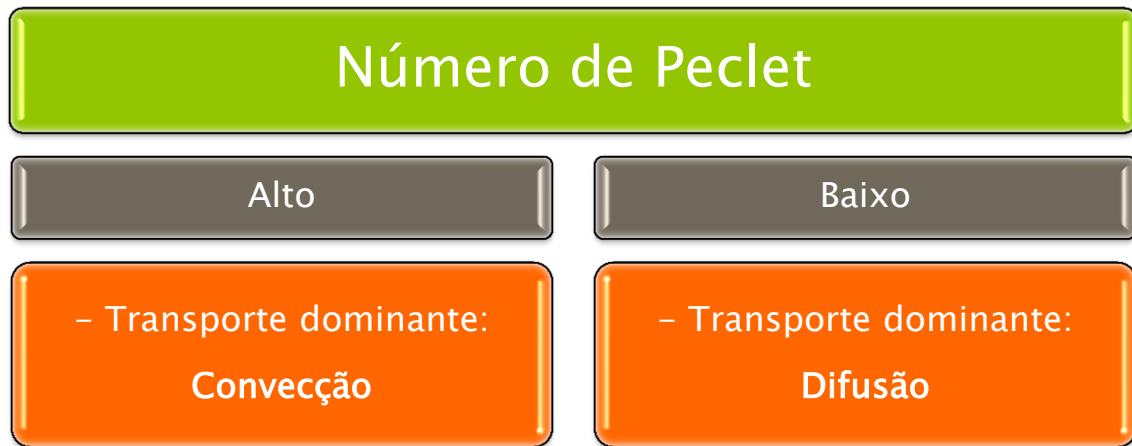 Número de Peclet
Alto
Baixo
- Transporte dominante:
Convecção
- Transporte dominante:
Difusão